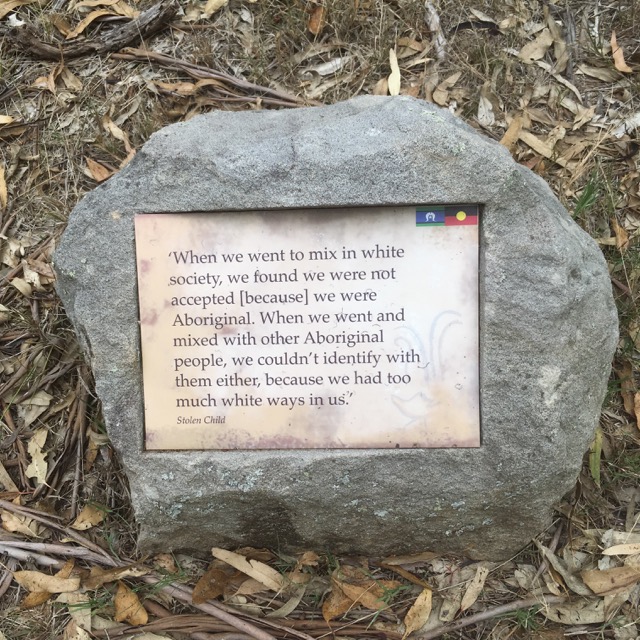 ‘When we went to mix in white
society, we found we were not
accepted [because] we were
Aboriginal. When we went and
mixed with other Aboriginal
people, we couldn’t identify with
them either, because we had too
much white ways in us.’
Stolen Child